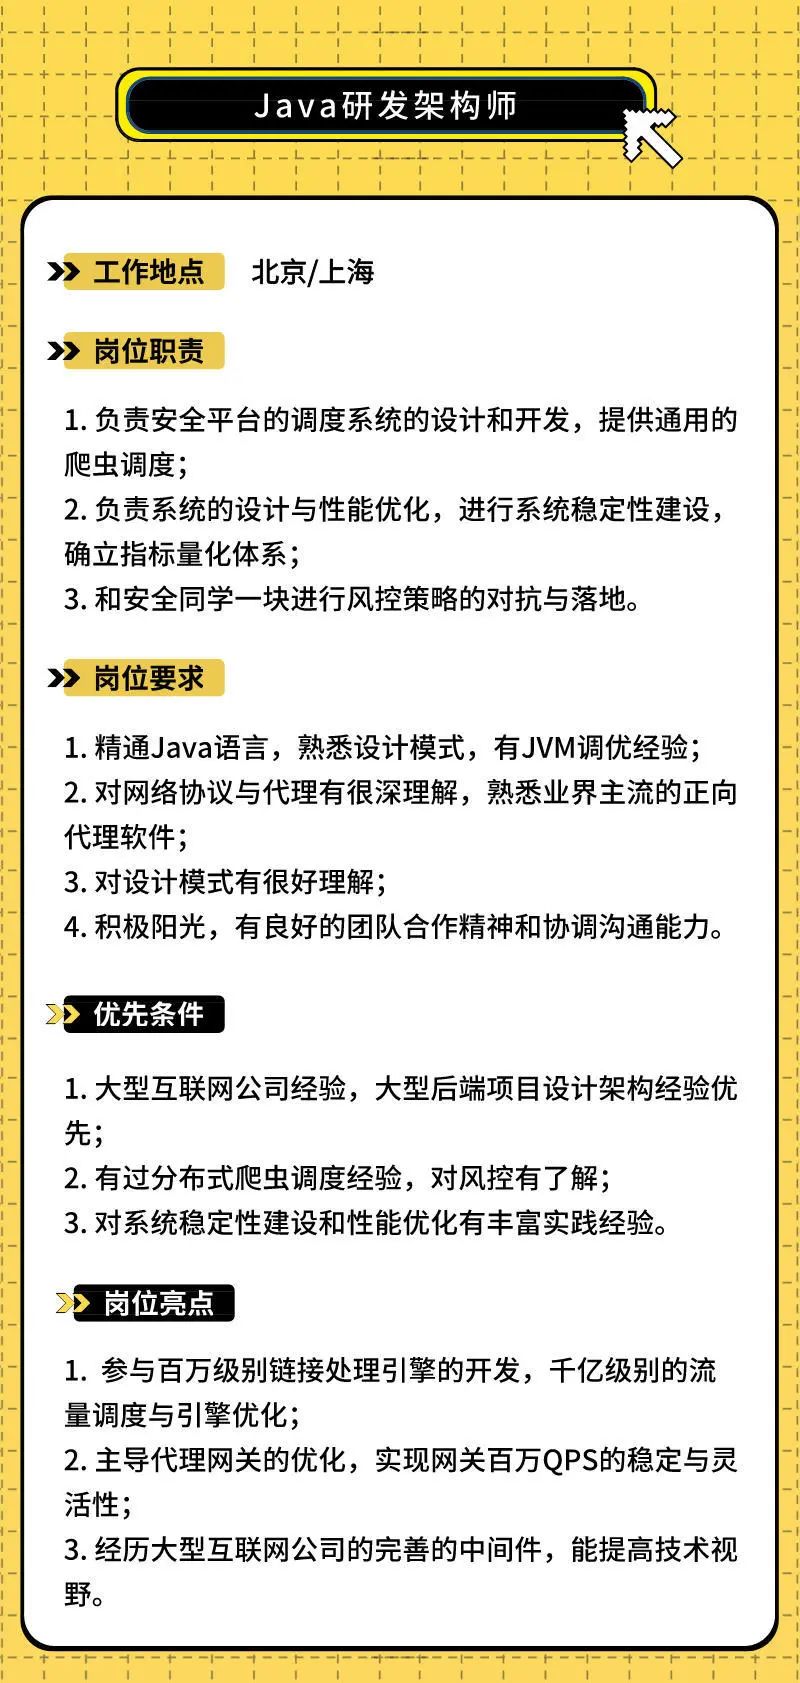 Java研发架构师
工作地点 北京/上海
岗位职责
1. 负责安全平台的调度系统的设计和开发，提供通用的
爬虫调度；
2. 负责系统的设计与性能优化，进行系统稳定性建设，
确立指标量化体系；
3. 和安全同学一块进行风控策略的对抗与落地。
岗位要求
1. 精通Java语言，熟悉设计模式，有JVM调优经验；
2. 对网络协议与代理有很深理解，熟悉业界主流的正向
代理软件；
3. 对设计模式有很好理解；
4. 积极阳光，有良好的团队合作精神和协调沟通能力。
优先条件
1. 大型互联网公司经验，大型后端项目设计架构经验优
先；
2. 有过分布式爬虫调度经验，对风控有了解；
3. 对系统稳定性建设和性能优化有丰富实践经验。
岗位亮点
1. 参与百万级别链接处理引擎的开发，千亿级别的流
量调度与引擎优化；
2. 主导代理网关的优化，实现网关百万QPS的稳定与灵
活性；
3. 经历大型互联网公司的完善的中间件，能提高技术视
野。